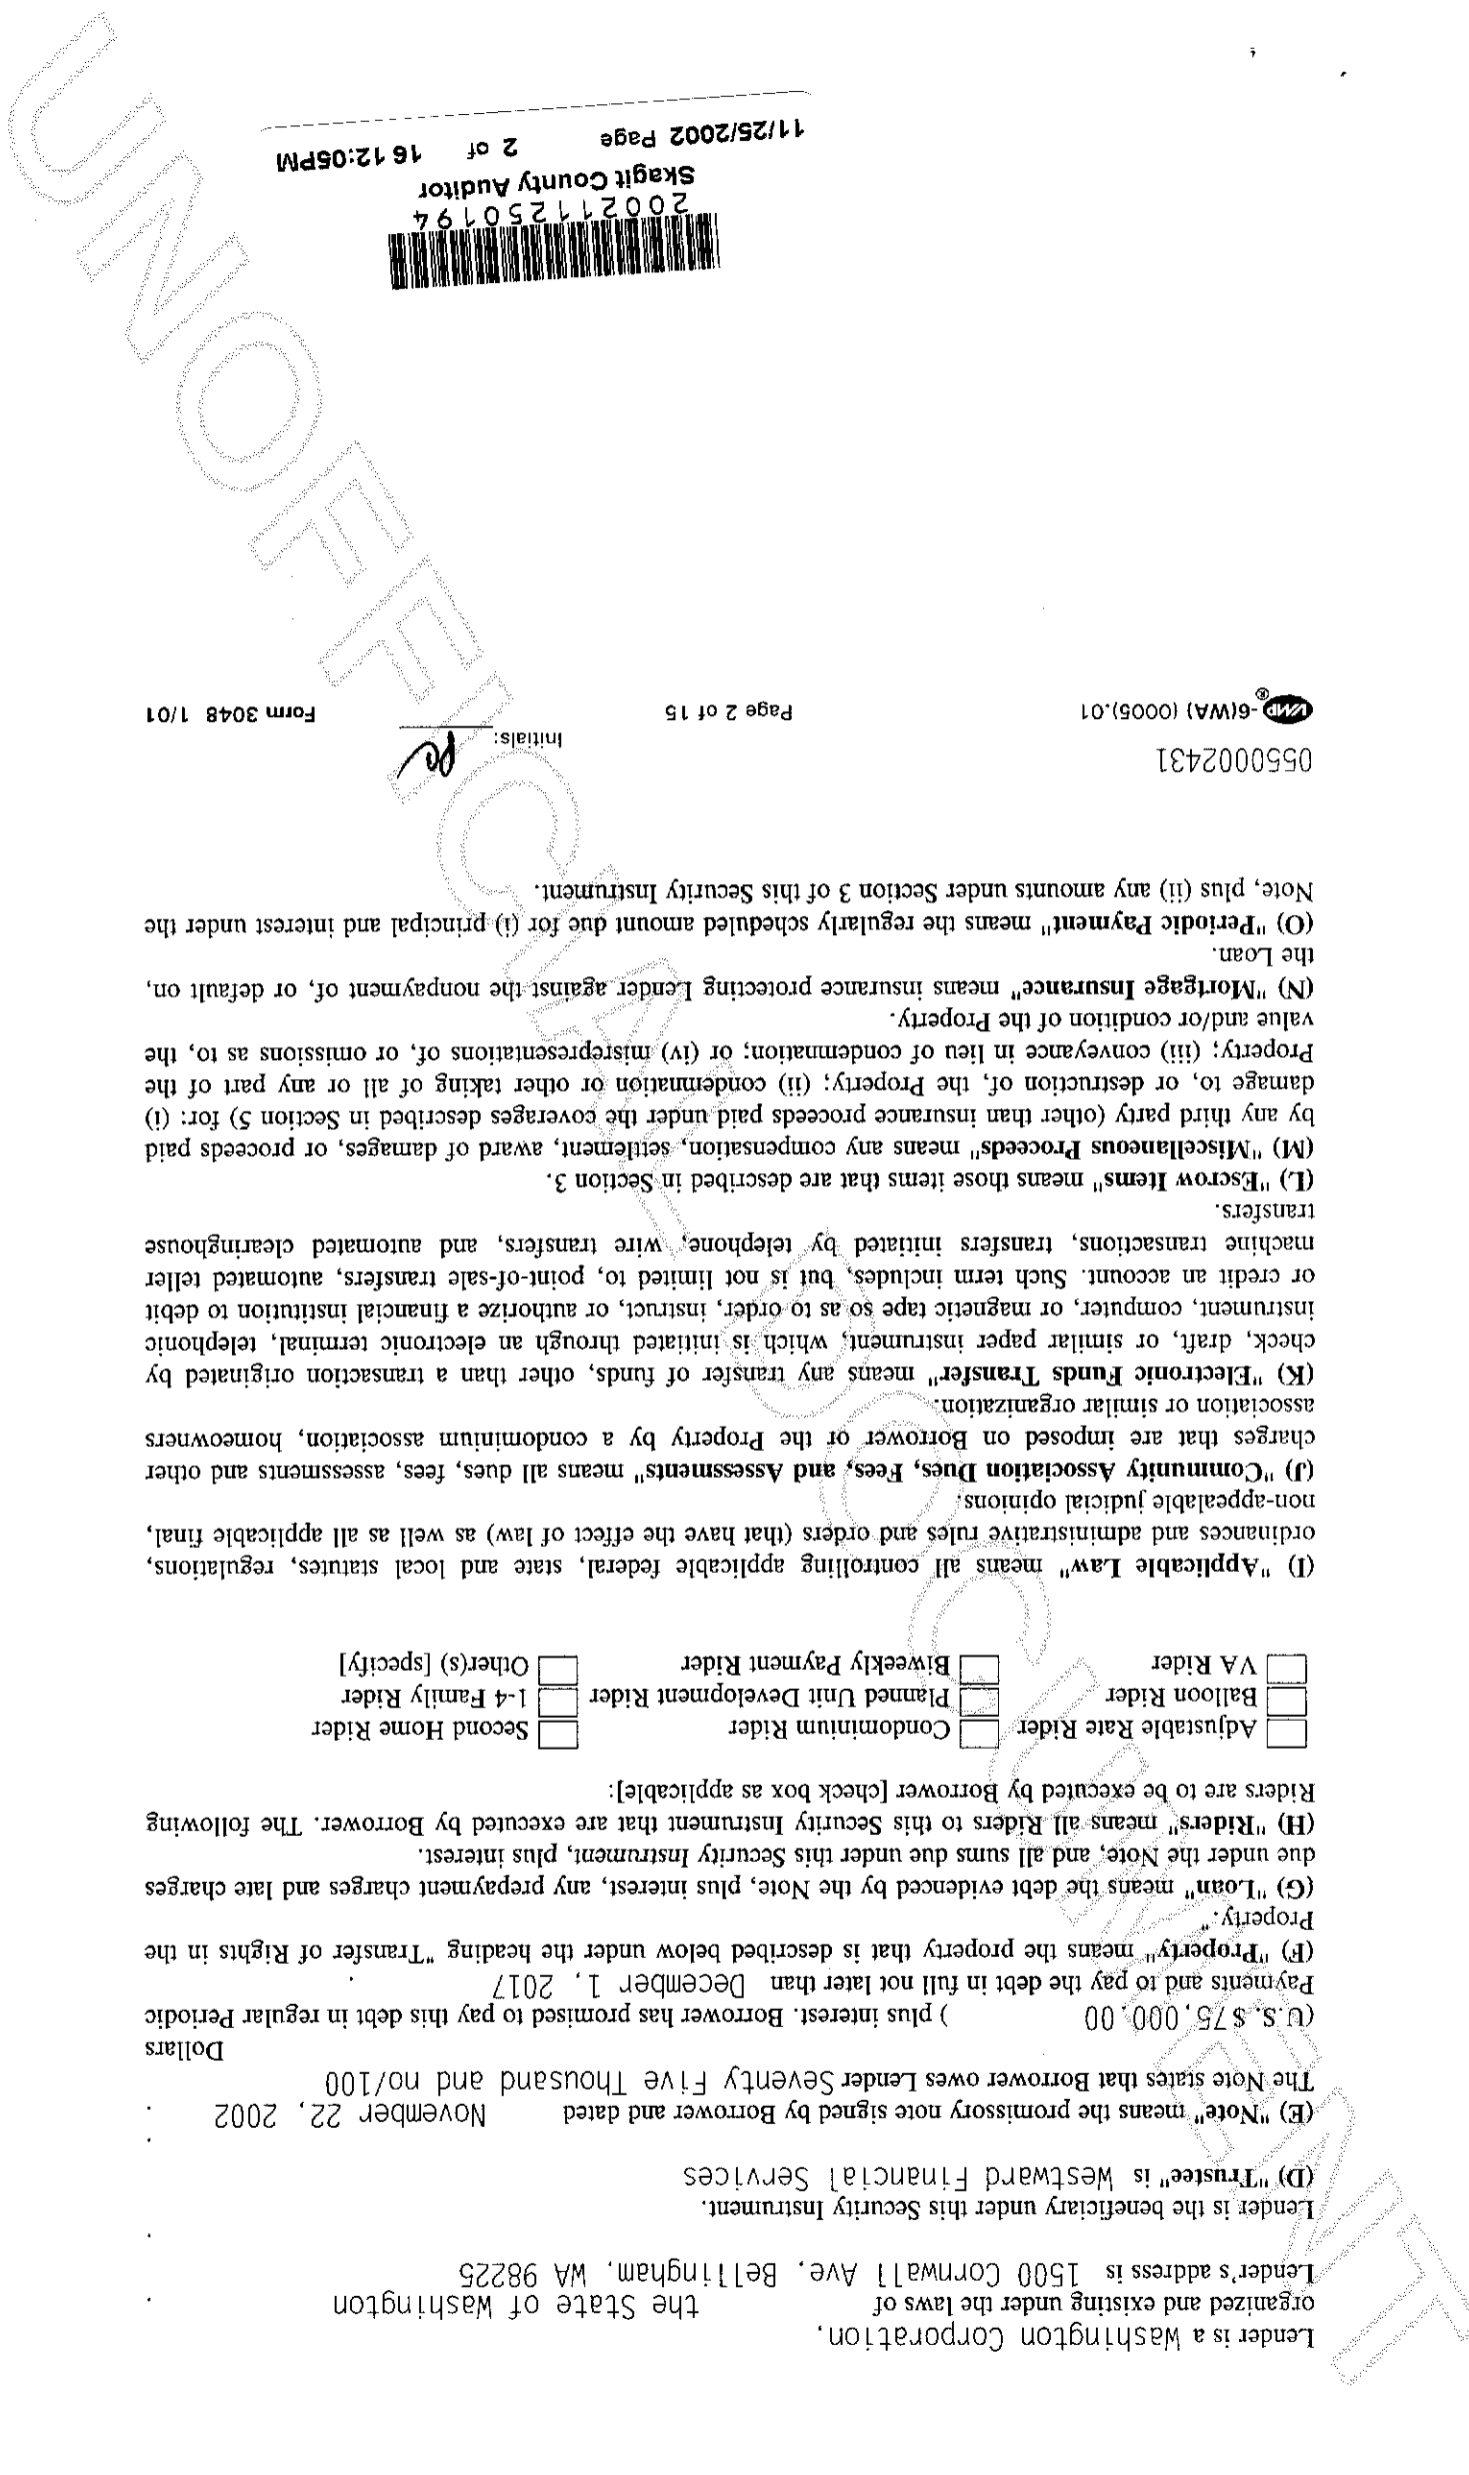 Lender is a Washington Corporation,
organized and existing under the laws of the State of Washington .
Lender's address is 1500 Cornwall Ave, Bellingham, WA 98225
.
Lender is the beneficiary under this Security Instrument.
(D) "Trustee" is Westward Financial Services
.
(E) "Note" means the promissory note signed by Borrower and dated November 22, 2002 .
The Note states that Borrower owes Lender Seventy Five Thousand and no/100
Dollars
(U.S. $75,000.00 ) plus interest. Borrower has promised to pay this debt in regular Periodic
Payments and to pay the debt in full not later than December 1, 2017 .
(F) "Property" means the property that is described below under the heading "Transfer of Rights in the
Property."
(G) "Loan" means the debt evidenced by the Note, plus interest, any prepayment charges and late charges
due under the Note, and all sums due under this Security Instrument, plus interest.
(H) "Riders" means all Riders to this Security Instrument that are executed by Borrower. The following
Riders are to be executed by Borrower [check box as applicable]:
Adjustable Rate Rider Condominium Rider Second Home Rider
Balloon Rider Planned Unit Development Rider 1-4 Family Rider
VA Rider Biweekly Payment Rider Other(s) [specify]
(I) "Applicable Law" means all controlling applicable federal, state and local statutes, regulations,
ordinances and administrative rules and orders (that have the effect of law) as well as all applicable final,
non-appealable judicial opinions.
(J) "Community Association Dues, Fees, and Assessments" means all dues, fees, assessments and other
charges that are imposed on Borrower or the Property by a condominium association, homeowners
association or similar organization.
(K) "Electronic Funds Transfer" means any transfer of funds, other than a transaction originated by
check, draft, or similar paper instrument, which is initiated through an electronic terminal, telephonic
instrument, computer, or magnetic tape so as to order, instruct, or authorize a financial institution to debit
or credit an account. Such term includes, but is not limited to, point-of-sale transfers, automated teller
machine transactions, transfers initiated by telephone, wire transfers, and automated clearinghouse
transfers.
(L) "Escrow Items" means those items that are described in Section 3.
(M) "Miscellaneous Proceeds" means any compensation, settlement, award of damages, or proceeds paid
by any third party (other than insurance proceeds paid under the coverages described in Section 5) for: (i)
damage to, or destruction of, the Property; (ii) condemnation or other taking of all or any part of the
Property; (iii) conveyance in lieu of condemnation; or (iv) misrepresentations of, or omissions as to, the
value and/or condition of the Property.
(N) "Mortgage Insurance" means insurance protecting Lender against the nonpayment of, or default on,
the Loan.
(O) "Periodic Payment" means the regularly scheduled amount due for (i) principal and interest under the
Note, plus (ii) any amounts under Section 3 of this Security Instrument.
0550002431
Initials:
VMP®-6(WA) (0005).01 Page 2 of 15 Form 3048 1/01
200211250194
Skagit County Auditor
11/25/2002 Page 2 of 16 12:05PM
UNOFFICIAL DOCUMENT